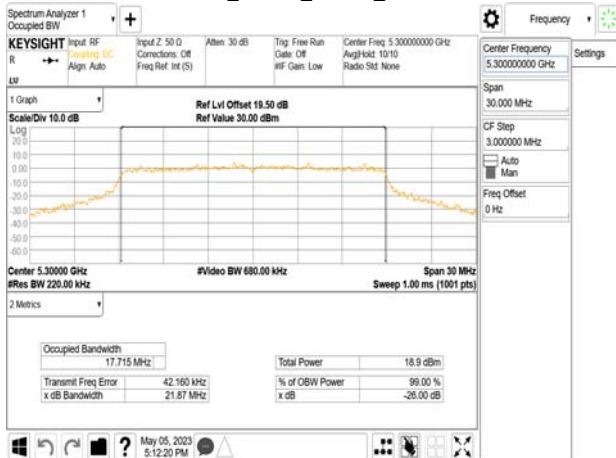 Spectrum Analyzer 1
Occupied BW
Frequency
KEYSIGHT
Input: RF
Coupling: DC
Align: Auto
Input Z: 50 Ω
Corrections: Off
Freq Ref: Int (S)
Atten: 30 dB
Trig: Free Run
Gate: Off
#IF Gain: Low
Center Freq: 5.300000000 GHz
Avg|Hold: 10/10
Radio Std: None
R
LXI
Center Frequency
5.300000000 GHz
Settings
Span
30.000 MHz
CF Step
3.000000 MHz
Auto
Man
Freq Offset
0 Hz
1 Graph
Ref Lvl Offset 19.50 dB
Scale/Div 10.0 dB
Ref Value 30.00 dBm
Log
20.0
10.0
0.00
-10.0
-20.0
-30.0
-40.0
-50.0
-60.0
Center 5.30000 GHz
#Video BW 680.00 kHz
Span 30 MHz
#Res BW 220.00 kHz
Sweep 1.00 ms (1001 pts)
2 Metrics
Occupied Bandwidth
17.715 MHz
Total Power 18.9 dBm
Transmit Freq Error 42.160 kHz
% of OBW Power 99.00 %
x dB Bandwidth 21.87 MHz
x dB -26.00 dB
?
May 05, 2023
5:12:20 PM